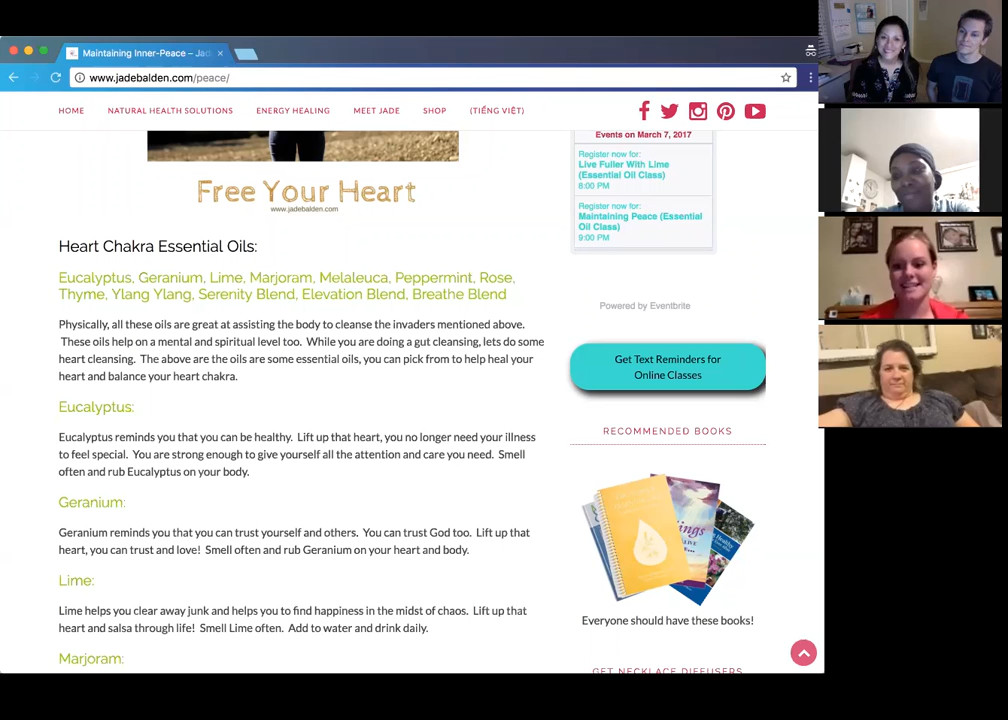 Maintaining Inner-Peace – Jad
www.jadebalden.com/peace/
HOME NATURAL HEALTH SOLUTIONS ENERGY HEALING MEET JADE SHOP (TIẾNG VIỆT)
Free Your Heart
www.jadebalden.com
Heart Chakra Essential Oils:
Eucalyptus, Geranium, Lime, Marjoram, Melaleuca, Peppermint, Rose,
Thyme, Ylang Ylang, Serenity Blend, Elevation Blend, Breathe Blend
Physically, all these oils are great at assisting the body to cleanse the invaders mentioned above.
These oils help on a mental and spiritual level too. While you are doing a gut cleansing, lets do some
heart cleansing. The above are the oils are some essential oils, you can pick from to help heal your
heart and balance your heart chakra.
Eucalyptus:
Eucalyptus reminds you that you can be healthy. Lift up that heart, you no longer need your illness
to feel special. You are strong enough to give yourself all the attention and care you need. Smell
often and rub Eucalyptus on your body.
Geranium:
Geranium reminds you that you can trust yourself and others. You can trust God too. Lift up that
heart, you can trust and love! Smell often and rub Geranium on your heart and body.
Lime:
Lime helps you clear away junk and helps you to find happiness in the midst of chaos. Lift up that
heart and salsa through life! Smell Lime often. Add to water and drink daily.
Marjoram:
Events on March 7, 2017
Register now for:
Live Fuller With Lime
(Essential Oil Class)
8:00 PM
Register now for:
Maintaining Peace (Essential
Oil Class)
9:00 PM
Powered by Eventbrite
Get Text Reminders for
Online Classes
RECOMMENDED BOOKS
Everyone should have these books!
GET NECKLACE DIFFUSERS